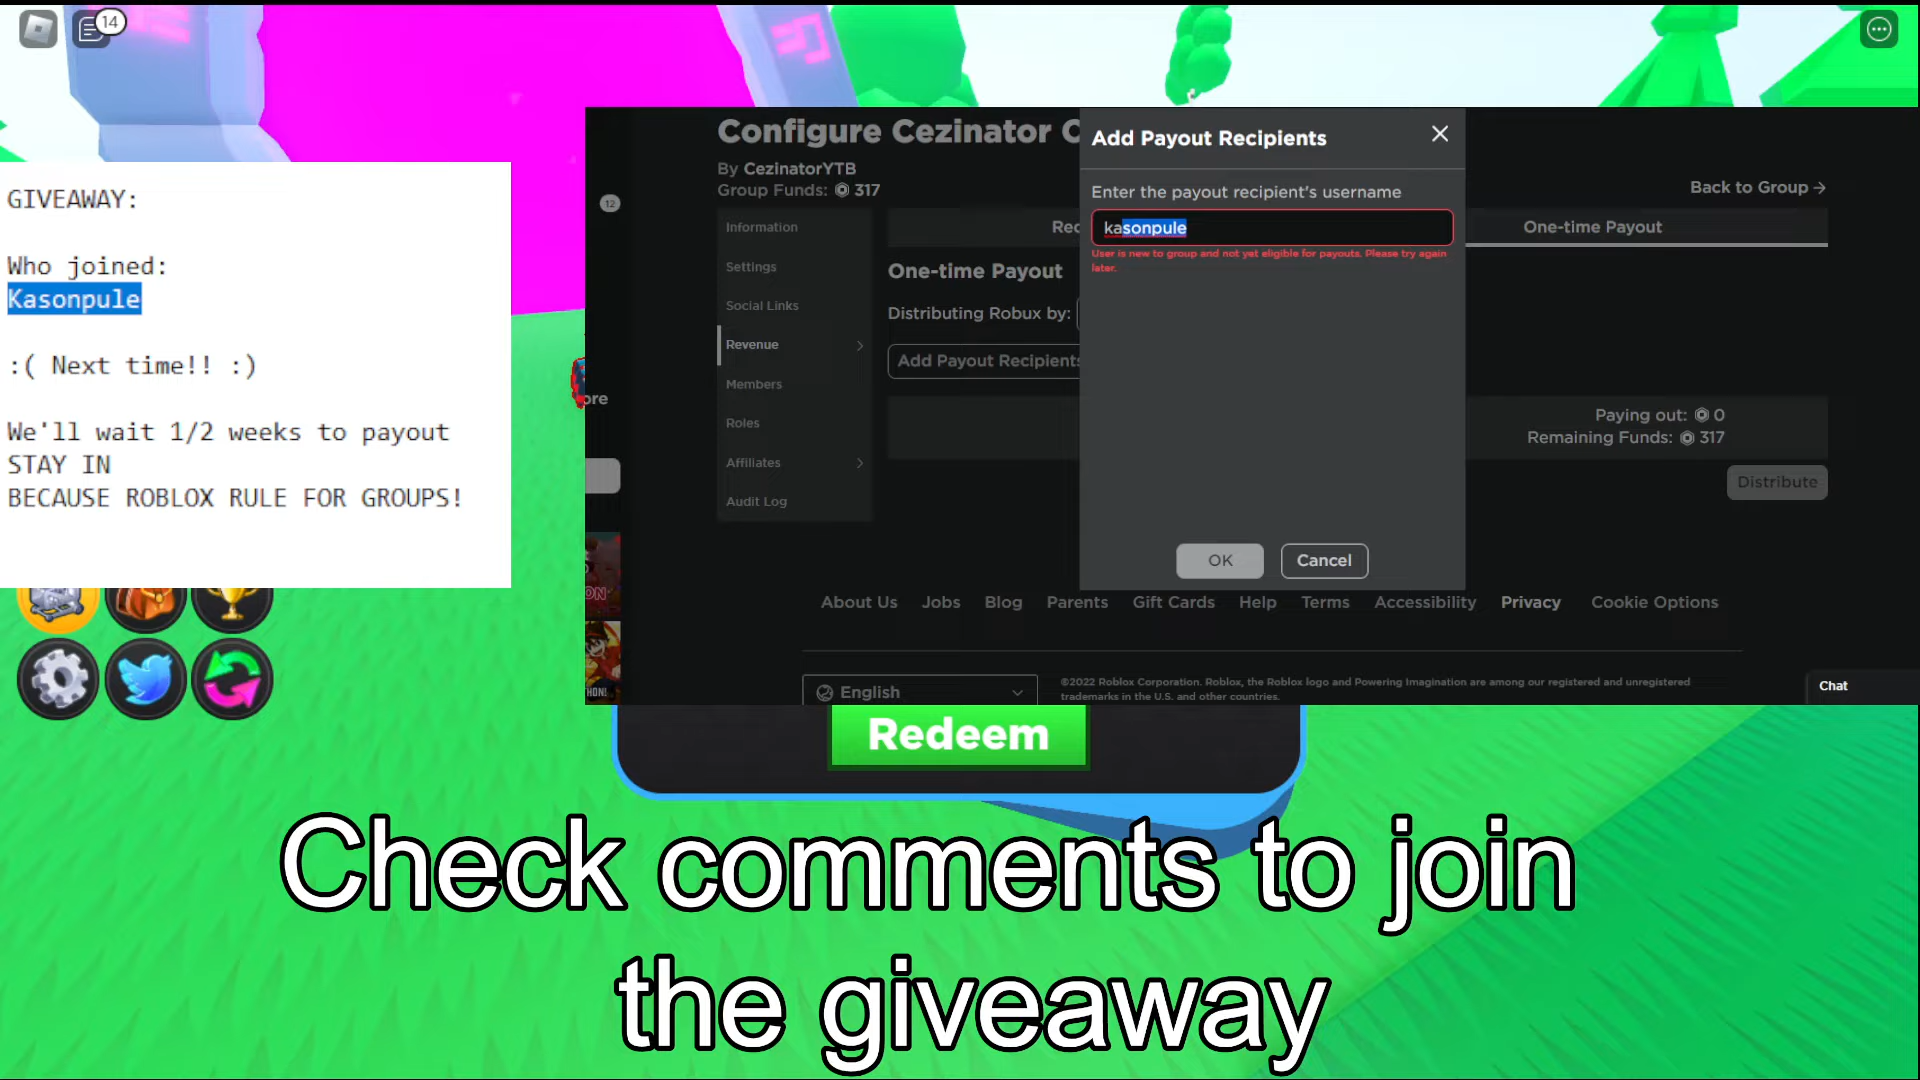 14
GIVEAWAY:
Who joined:
Kasonpule
:( Next time!! :)
We'll wait 1/2 weeks to payout
STAY IN
BECAUSE ROBLOX RULE FOR GROUPS!
12
ore
Configure Cezinator C
By CezinatorYTB
Group Funds: 317
Back to Group →
Information
Settings
Social Links
Revenue
Members
Roles
Affiliates
Audit Log
Rec
One-time Payout
One-time Payout
Distributing Robux by:
Add Payout Recipients
Paying out: 0
Remaining Funds: 317
Distribute
Add Payout Recipients
Enter the payout recipient's username
kasonpule
User is new to group and not yet eligible for payouts. Please try again
later.
OK
Cancel
ON
THON!
About Us Jobs Blog Parents Gift Cards Help Terms Accessibility Privacy Cookie Options
English
©2022 Roblox Corporation. Roblox, the Roblox logo and Powering Imagination are among our registered and unregistered
trademarks in the U.S. and other countries.
Chat
Redeem
Check comments to join
the giveaway